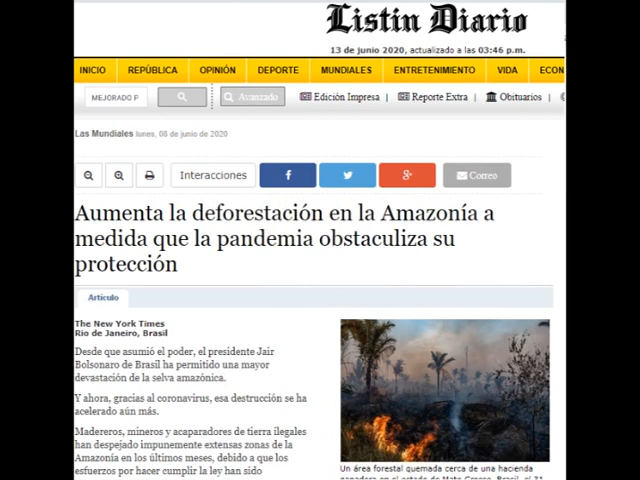 Listin Diario
13 de junio 2020, actualizado a las 03:46 p.m.
INICIO REPÚBLICA OPINIÓN DEPORTE MUNDIALES ENTRETENIMIENTO VIDA ECON
MEJORADO P Avanzado Edición Impresa | Reporte Extra | Obituarios |
Las Mundiales lunes, 08 de junio de 2020
Interacciones f g+ Correo
Aumenta la deforestación en la Amazonía a
medida que la pandemia obstaculiza su
protección
Artículo
The New York Times
Rio de Janeiro, Brasil
Desde que asumió el poder, el presidente Jair
Bolsonaro de Brasil ha permitido una mayor
devastación de la selva amazónica.
Y ahora, gracias al coronavirus, esa destrucción se ha
acelerado aún más.
Madereros, mineros y acaparadores de tierra ilegales
han despejado impunemente extensas zonas de la
Amazonía en los últimos meses, debido a que los
esfuerzos por hacer cumplir la ley han sido
Un área forestal quemada cerca de una hacienda